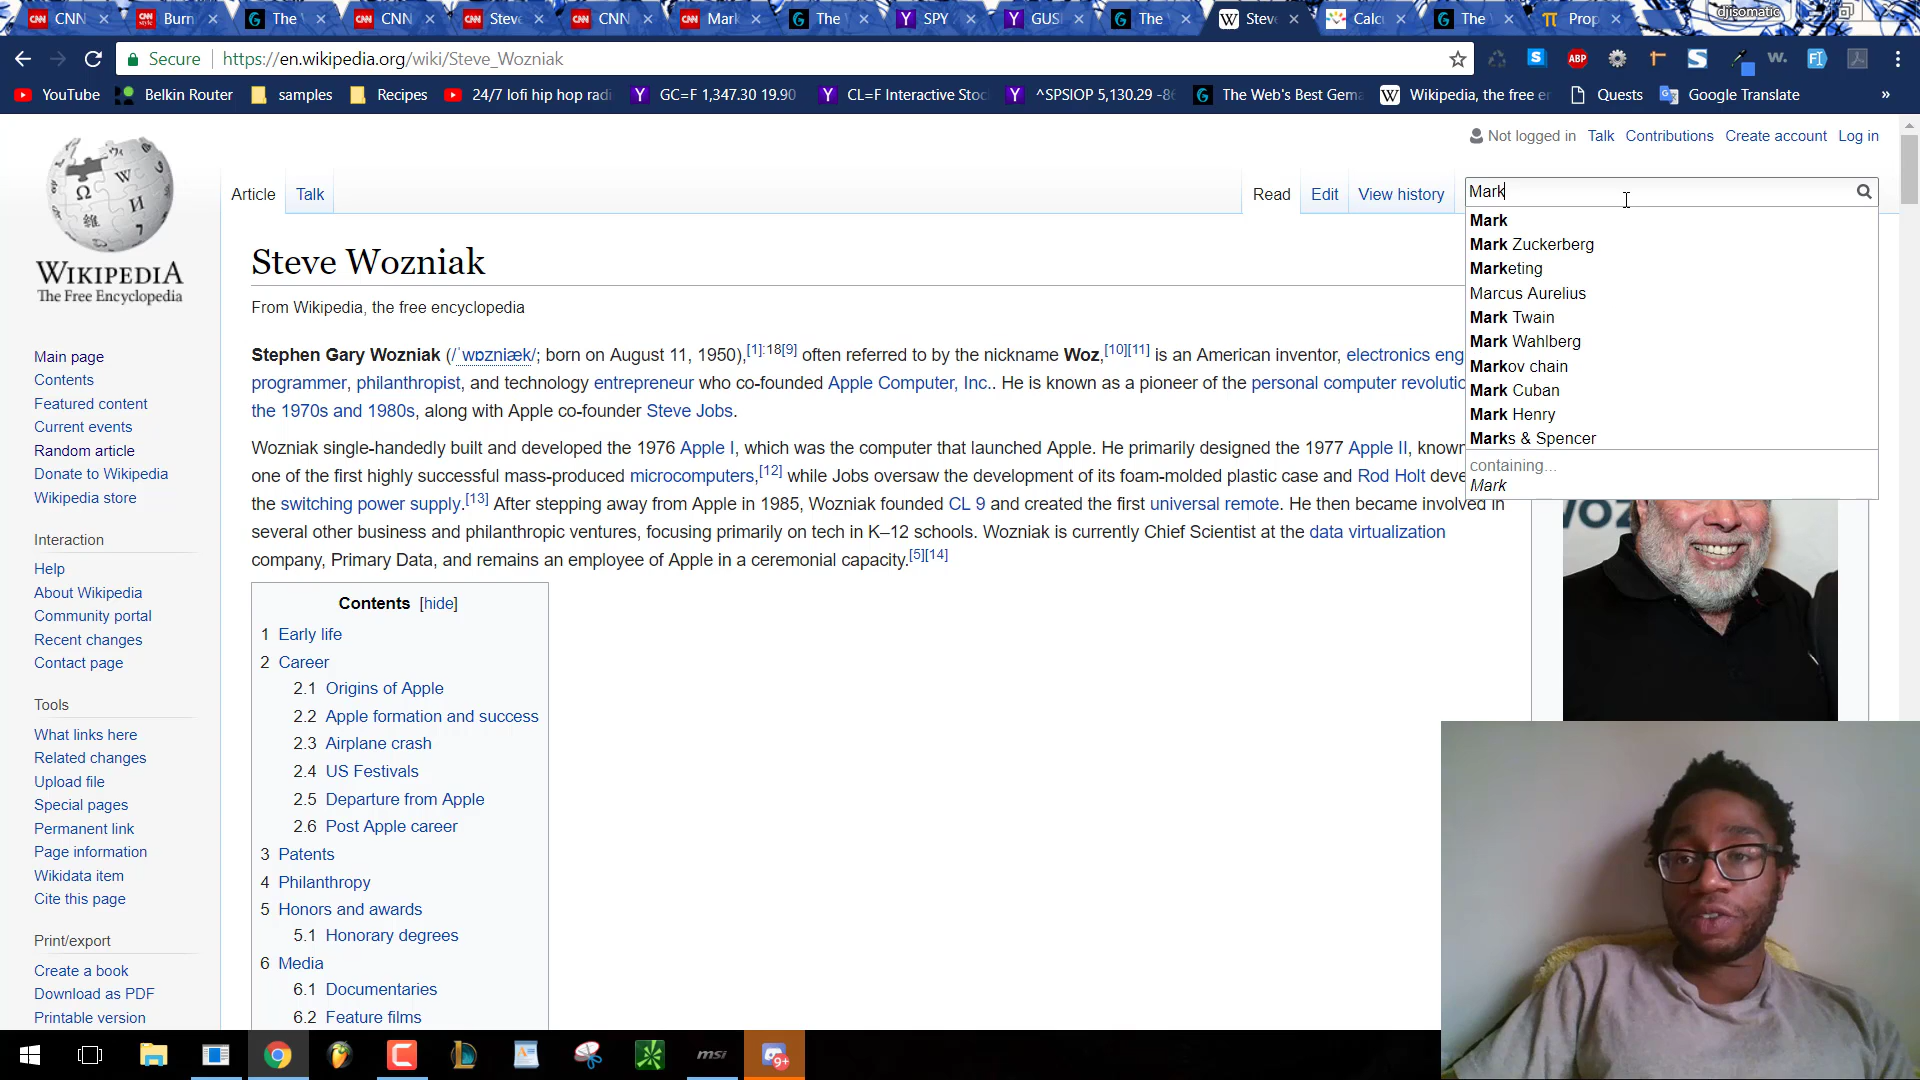 CNN
Burn
The
CNN
Steve
CNN
Mark
The
SPY
GUSH
The
Steve
Calcu
The
Prop
djisomatic
Secure
https://en.wikipedia.org/wiki/Steve_Wozniak
ABP
YouTube
Belkin Router
samples
Recipes
24/7 lofi hip hop radi
GC=F 1,347.30 19.90
CL=F Interactive Stoc
^SPSIOP 5,130.29 -86
The Web's Best Gema
Wikipedia, the free e
Quests
Google Translate
»
Not logged in
Talk
Contributions
Create account
Log in
Article
Talk
Read
Edit
View history
Mark
Mark
Mark Zuckerberg
Marketing
Marcus Aurelius
Mark Twain
Mark Wahlberg
Markov chain
Mark Cuban
Mark Henry
Marks & Spencer
containing...
Mark
WIKIPEDIA
The Free Encyclopedia
Main page
Contents
Featured content
Current events
Random article
Donate to Wikipedia
Wikipedia store
Interaction
Help
About Wikipedia
Community portal
Recent changes
Contact page
Tools
What links here
Related changes
Upload file
Special pages
Permanent link
Page information
Wikidata item
Cite this page
Print/export
Create a book
Download as PDF
Printable version
Steve Wozniak
From Wikipedia, the free encyclopedia
Stephen Gary Wozniak (/ˈwɒzniæk/; born on August 11, 1950),[1]:18[9] often referred to by the nickname Woz,[10][11] is an American inventor, electronics eng
programmer, philanthropist, and technology entrepreneur who co-founded Apple Computer, Inc.. He is known as a pioneer of the personal computer revolutio
the 1970s and 1980s, along with Apple co-founder Steve Jobs.
Wozniak single-handedly built and developed the 1976 Apple I, which was the computer that launched Apple. He primarily designed the 1977 Apple II, known
one of the first highly successful mass-produced microcomputers,[12] while Jobs oversaw the development of its foam-molded plastic case and Rod Holt deve
the switching power supply.[13] After stepping away from Apple in 1985, Wozniak founded CL 9 and created the first universal remote. He then became involved in
several other business and philanthropic ventures, focusing primarily on tech in K–12 schools. Wozniak is currently Chief Scientist at the data virtualization
company, Primary Data, and remains an employee of Apple in a ceremonial capacity.[5][14]
Contents [hide]
1 Early life
2 Career
2.1 Origins of Apple
2.2 Apple formation and success
2.3 Airplane crash
2.4 US Festivals
2.5 Departure from Apple
2.6 Post Apple career
3 Patents
4 Philanthropy
5 Honors and awards
5.1 Honorary degrees
6 Media
6.1 Documentaries
6.2 Feature films
msi
9+